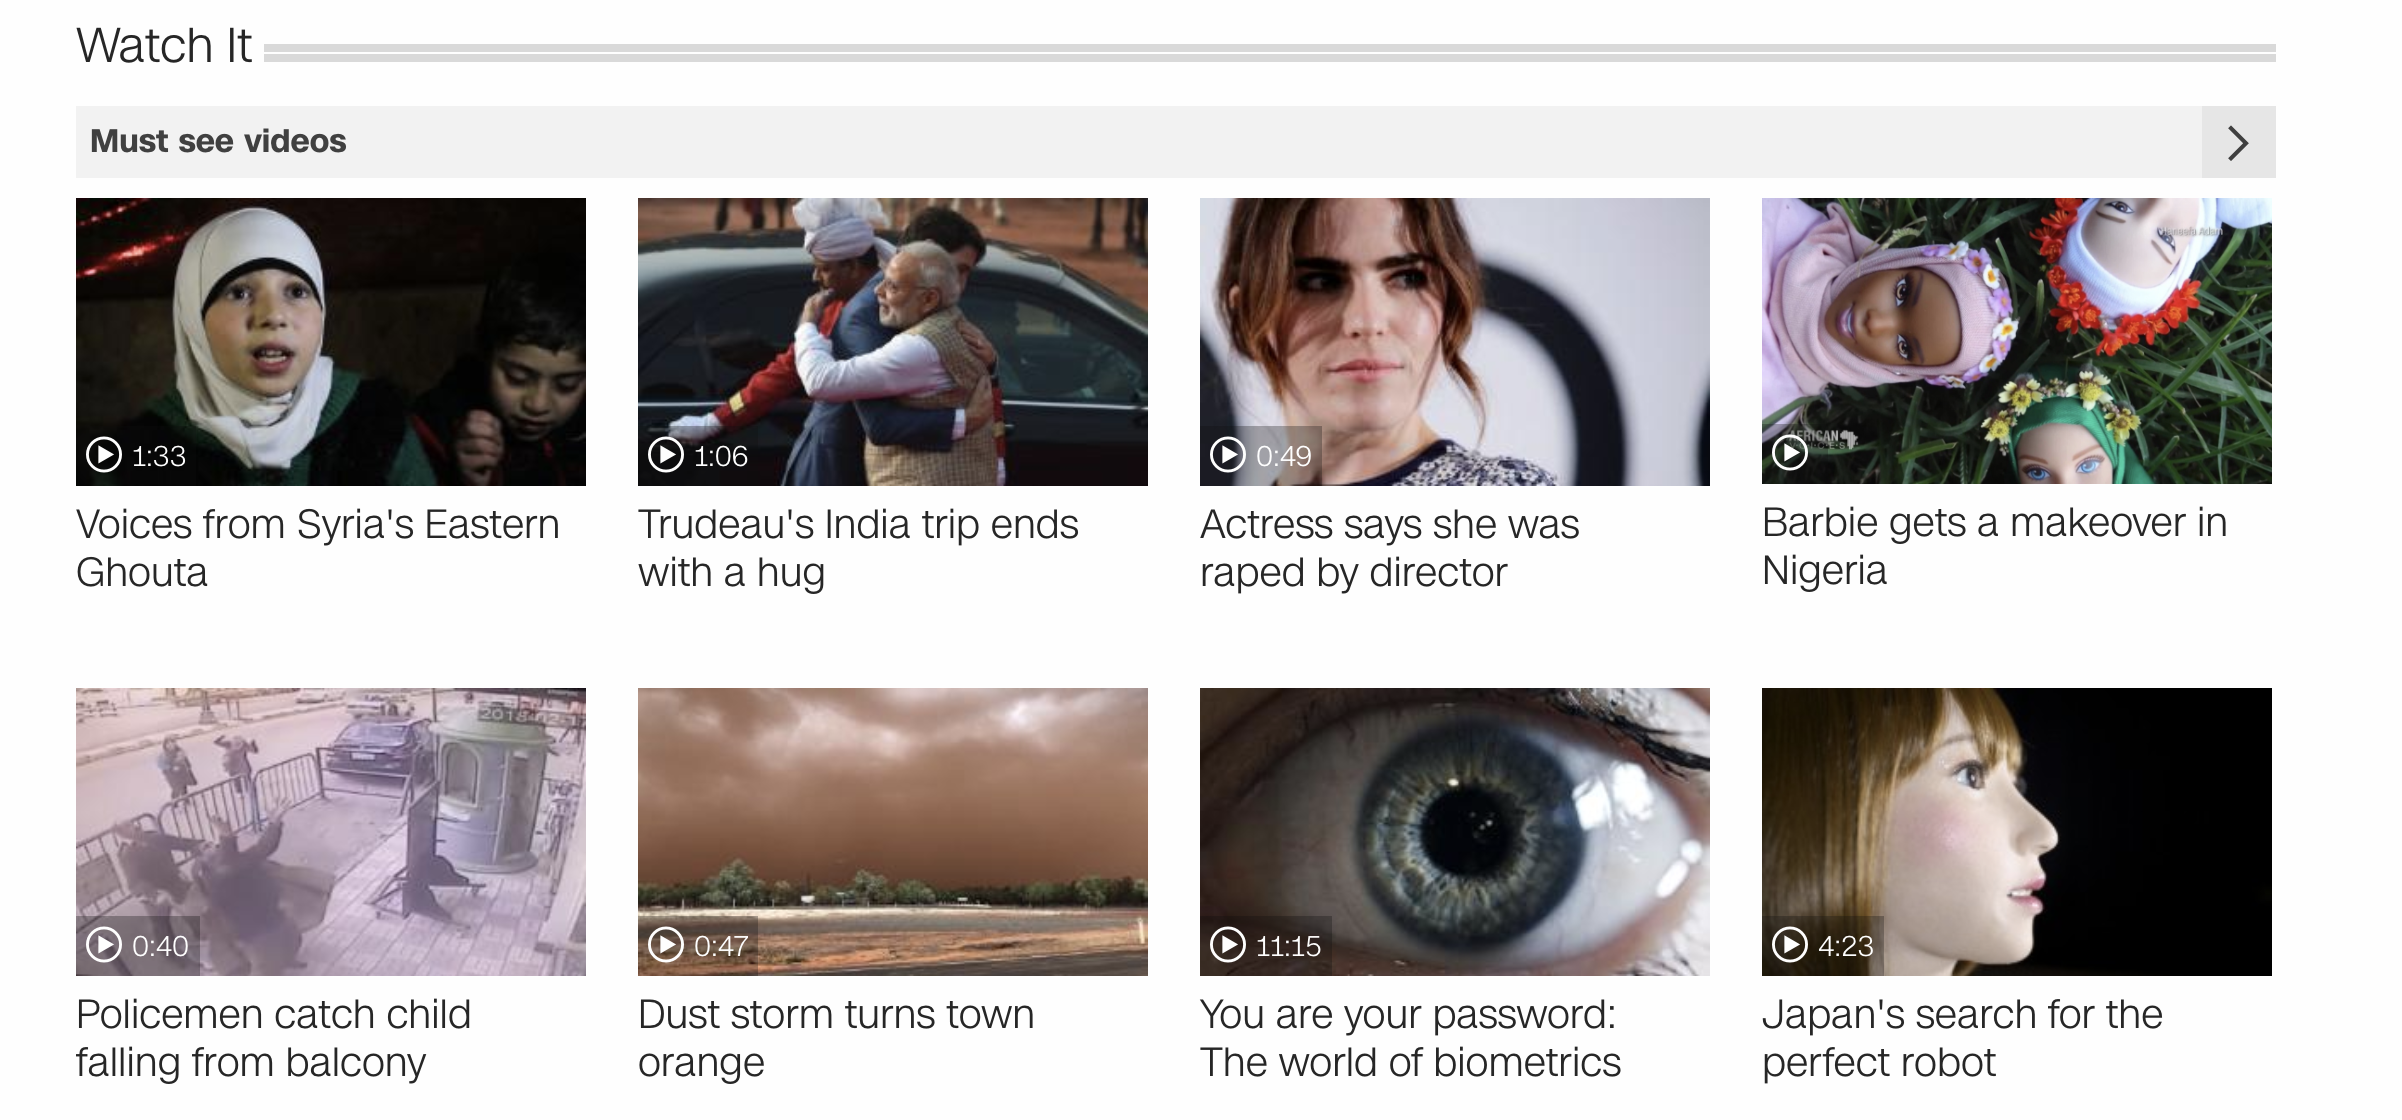 Watch It
Must see videos
1:33
1:06
0:49
Haneefa Adam
AFRICAN
Voices from Syria's Eastern
Ghouta
Trudeau's India trip ends
with a hug
Actress says she was
raped by director
Barbie gets a makeover in
Nigeria
0:40
0:47
11:15
4:23
Policemen catch child
falling from balcony
Dust storm turns town
orange
You are your password:
The world of biometrics
Japan's search for the
perfect robot